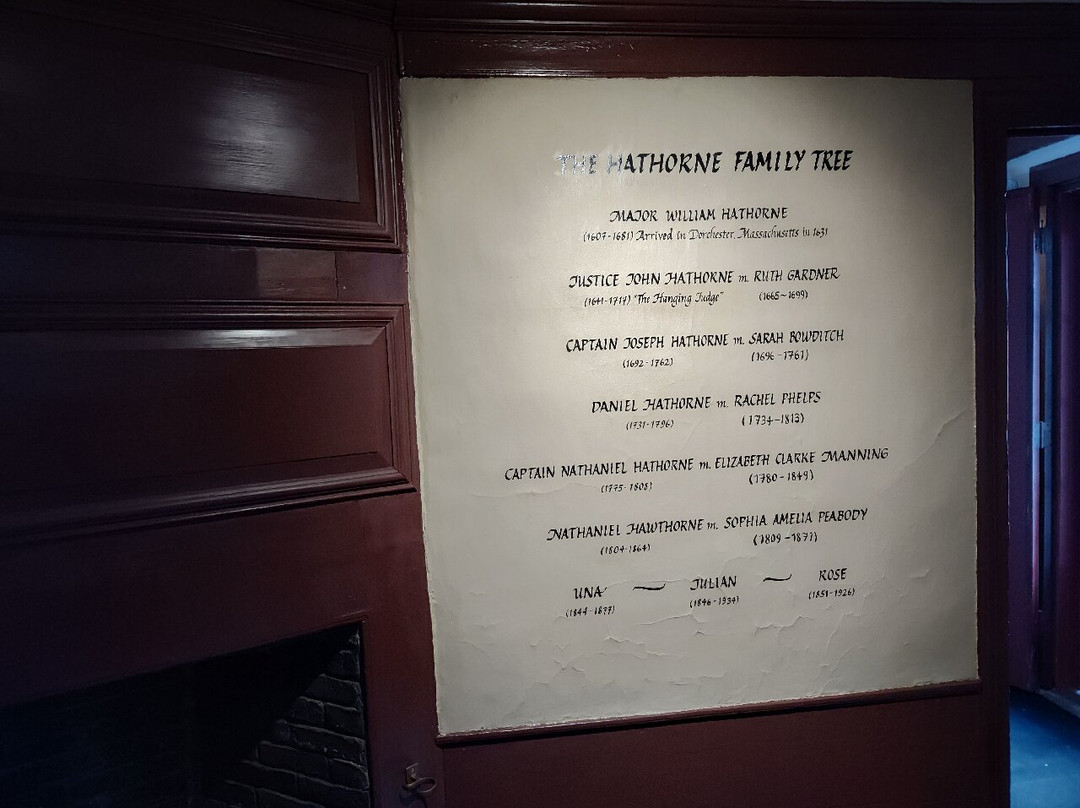 THE HATHORNE FAMILY TREE
MAJOR WILLIAM HATHORNE
(1607-1681) Arrived in Dorchester, Massachusetts in 1631
JUSTICE JOHN HATHORNE m. RUTH GARDNER
(1641-1717) "The Hanging Judge" (1665-1699)
CAPTAIN JOSEPH HATHORNE m. SARAH BOWDITCH
(1692-1762) (1696-1761)
DANIEL HATHORNE m. RACHEL PHELPS
(1731-1796) (1734-1813)
CAPTAIN NATHANIEL HATHORNE m. ELIZABETH CLARKE MANNING
(1775-1808) (1780-1849)
NATHANIEL HAWTHORNE m. SOPHIA AMELIA PEABODY
(1804-1864) (1809-1871)
UNA ~ JULIAN ~ ROSE
(1844-1877) (1846-1934) (1851-1926)